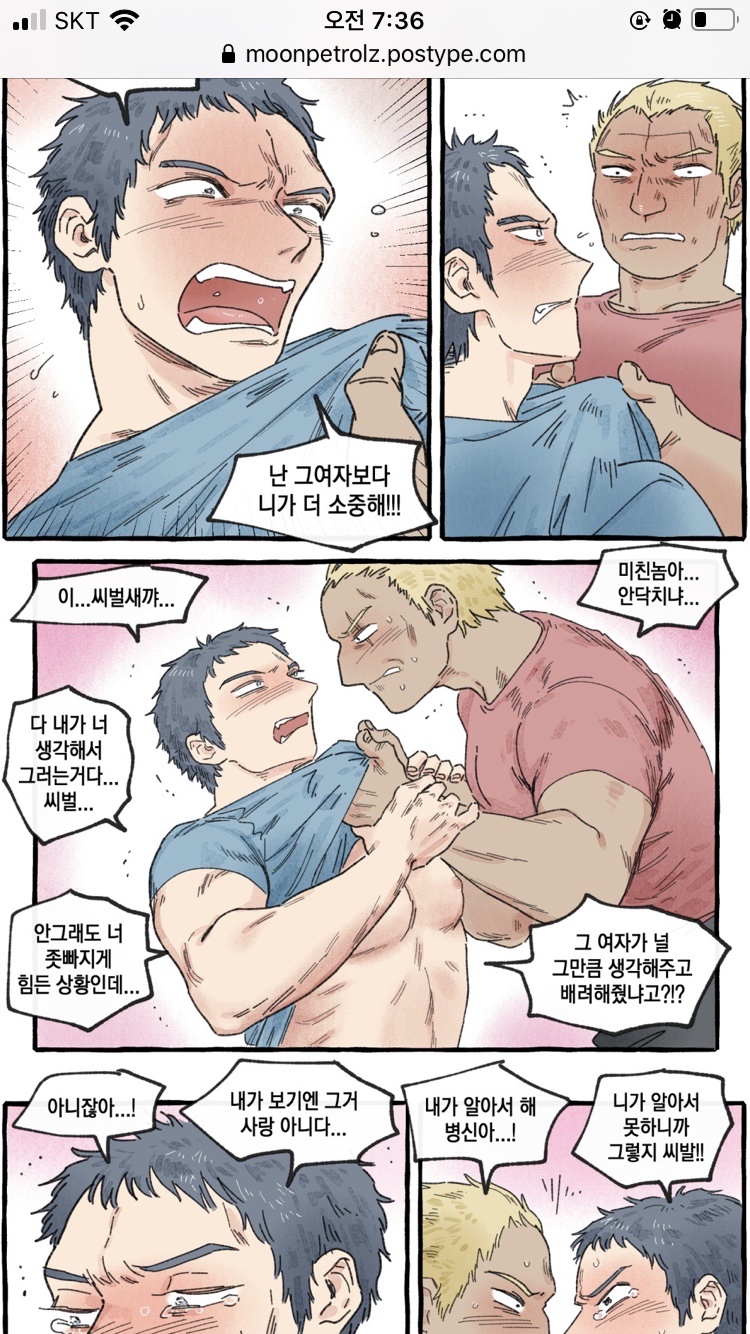 SKT
오전 7:36
moonpetrolz.postype.com
난 그여자보다
니가 더 소중해!!!
이...씨벌새꺄...
미친놈아...
안닥치냐...
다 내가 너
생각해서
그러는거다...
씨벌...
안그래도 너
좃빠지게
힘든 상황인데...
그 여자가 널
그만큼 생각해주고
배려해줬냐고?!?
아니잖아...!
내가 보기엔 그거
사랑 아니다...
내가 알아서 해
병신아...!
니가 알아서
못하니까
그렇지 씨발!!